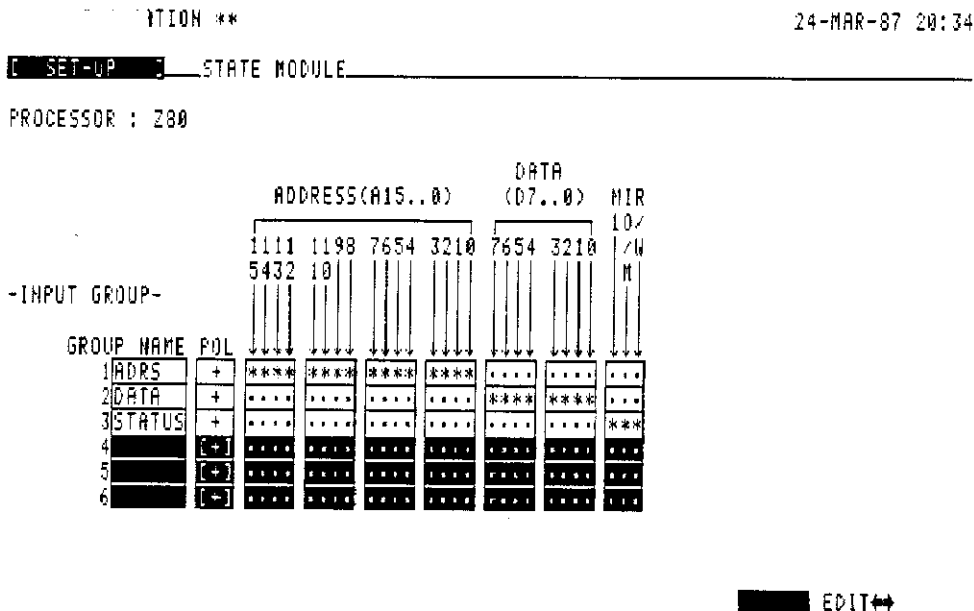 ATION **
24-MAR-87 20:34
[ SET-UP ] STATE MODULE
PROCESSOR : Z80
DATA
ADDRESS(A15..0) (D7..0) MIR
IO/
1111 1198 7654 3210 7654 3210 /W
5432 10 M
-INPUT GROUP-
GROUP NAME POL
1 ADRS + **** **** **** **** .... .... ...
2 DATA + .... .... .... .... **** **** ...
3 STATUS + .... .... .... .... .... .... ***
4 [+] .... .... .... .... .... .... ...
5 [+] .... .... .... .... .... .... ...
6 [+] .... .... .... .... .... .... ...
EDIT↔